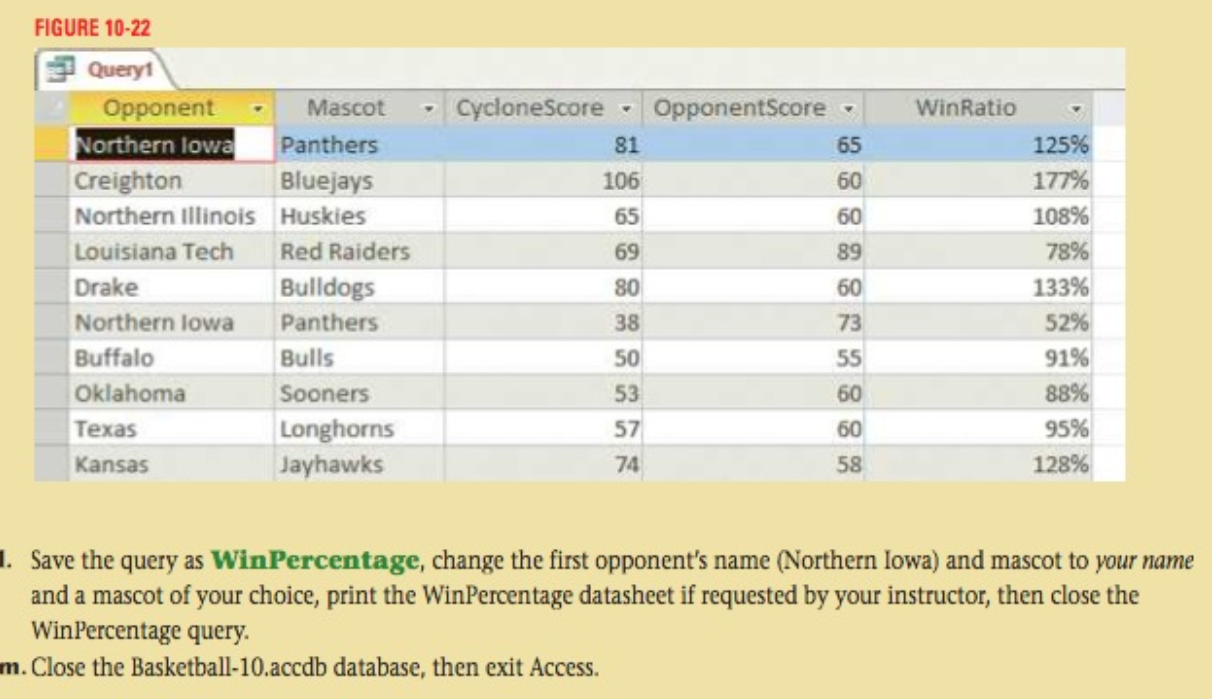 FIGURE 10-22
Query1
Opponent Mascot CycloneScore OpponentScore WinRatio
Northern Iowa Panthers 81 65 125%
Creighton Bluejays 106 60 177%
Northern Illinois Huskies 65 60 108%
Louisiana Tech Red Raiders 69 89 78%
Drake Bulldogs 80 60 133%
Northern Iowa Panthers 38 73 52%
Buffalo Bulls 50 55 91%
Oklahoma Sooners 53 60 88%
Texas Longhorns 57 60 95%
Kansas Jayhawks 74 58 128%
l. Save the query as WinPercentage, change the first opponent's name (Northern Iowa) and mascot to your name
and a mascot of your choice, print the WinPercentage datasheet if requested by your instructor, then close the
WinPercentage query.
m. Close the Basketball-10.accdb database, then exit Access.